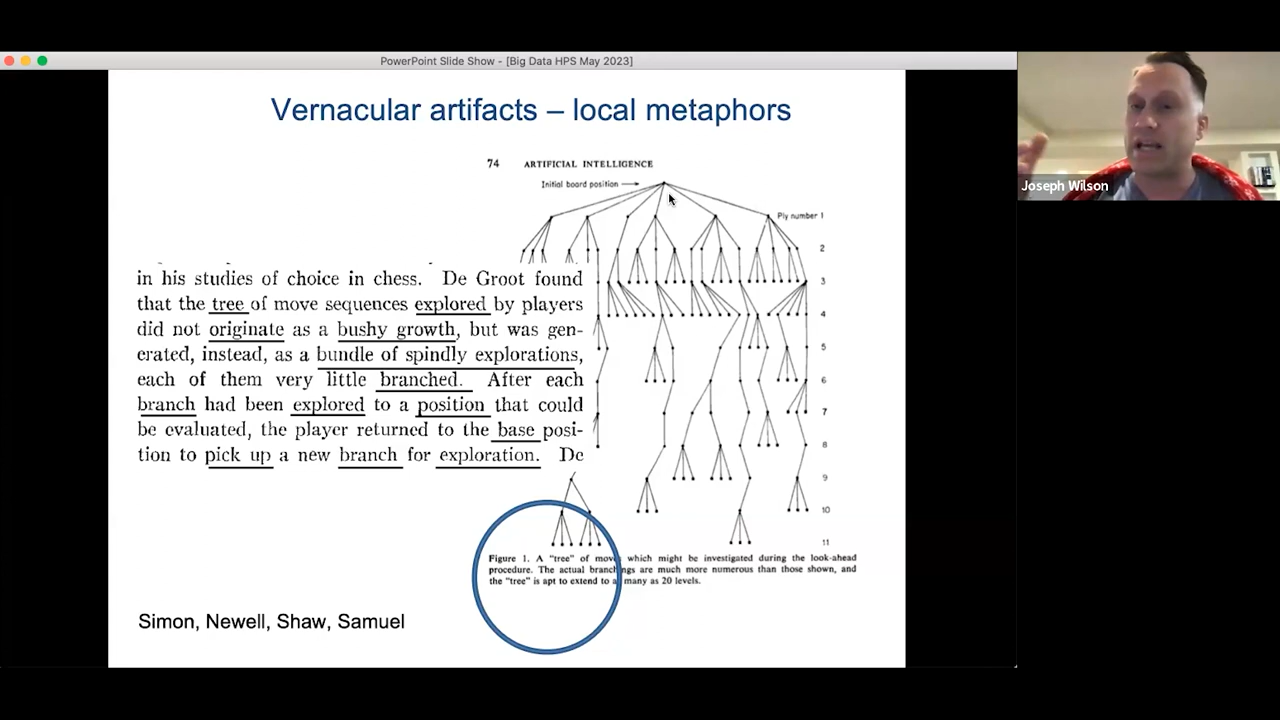 PowerPoint Slide Show - [Big Data HPS May 2023]
Vernacular artifacts – local metaphors
74 ARTIFICIAL INTELLIGENCE
Initial board position
Ply number 1
2
3
4
5
6
7
8
9
10
11
in his studies of choice in chess. De Groot found
that the tree of move sequences explored by players
did not originate as a bushy growth, but was gen-
erated, instead, as a bundle of spindly explorations,
each of them very little branched. After each
branch had been explored to a position that could
be evaluated, the player returned to the base posi-
tion to pick up a new branch for exploration. De
Figure 1. A "tree" of moves which might be investigated during the look-ahead
procedure. The actual branchings are much more numerous than those shown, and
the "tree" is apt to extend to as many as 20 levels.
Simon, Newell, Shaw, Samuel
Joseph Wilson